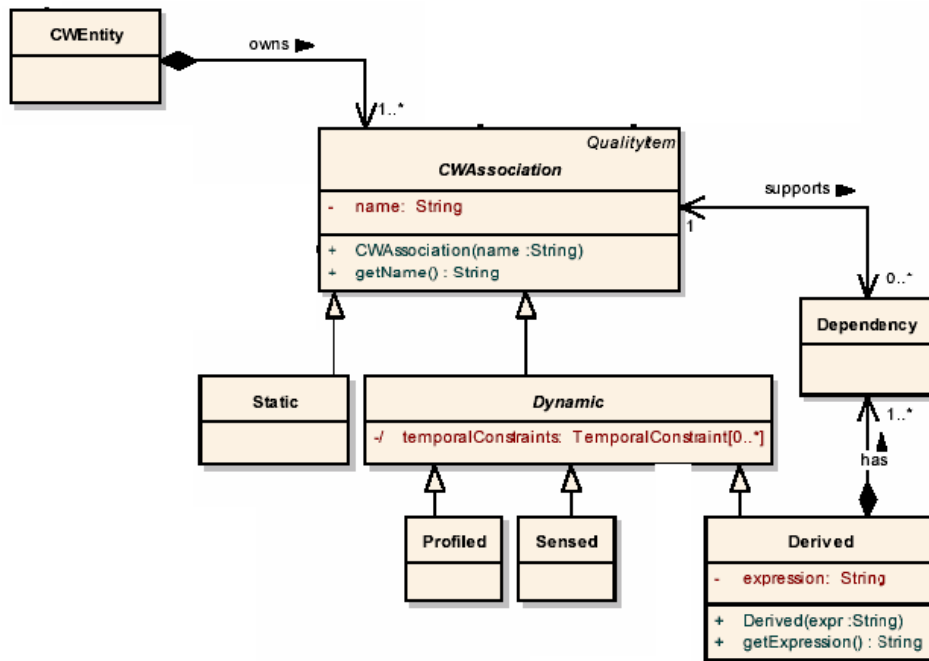 CWEntity
owns ►
1..*
QualityItem
CWAssociation
- name: String
+ CWAssociation(name :String)
+ getName() : String
supports ►
1
0..*
Dependency
Static
Dynamic
-/ temporalConstraints: TemporalConstraint[0..*]
1..*
has ▲
Profiled
Sensed
Derived
- expression: String
+ Derived(expr :String)
+ getExpression() : String